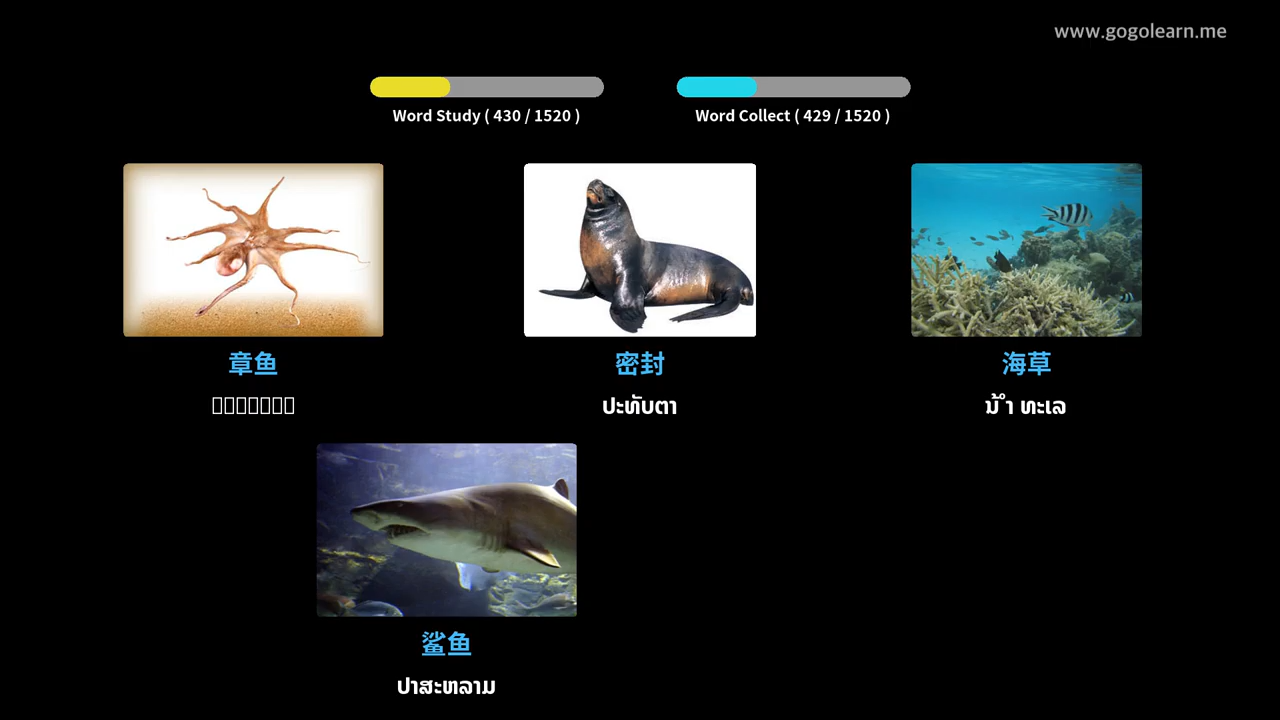 www.gogolearn.me
Word Study ( 430 / 1520 )
Word Collect ( 429 / 1520 )
章鱼
密封
海草
ປະທັບຕາ
ນ້ ຳ ທະເລ
鲨鱼
ປາສະຫລາມ